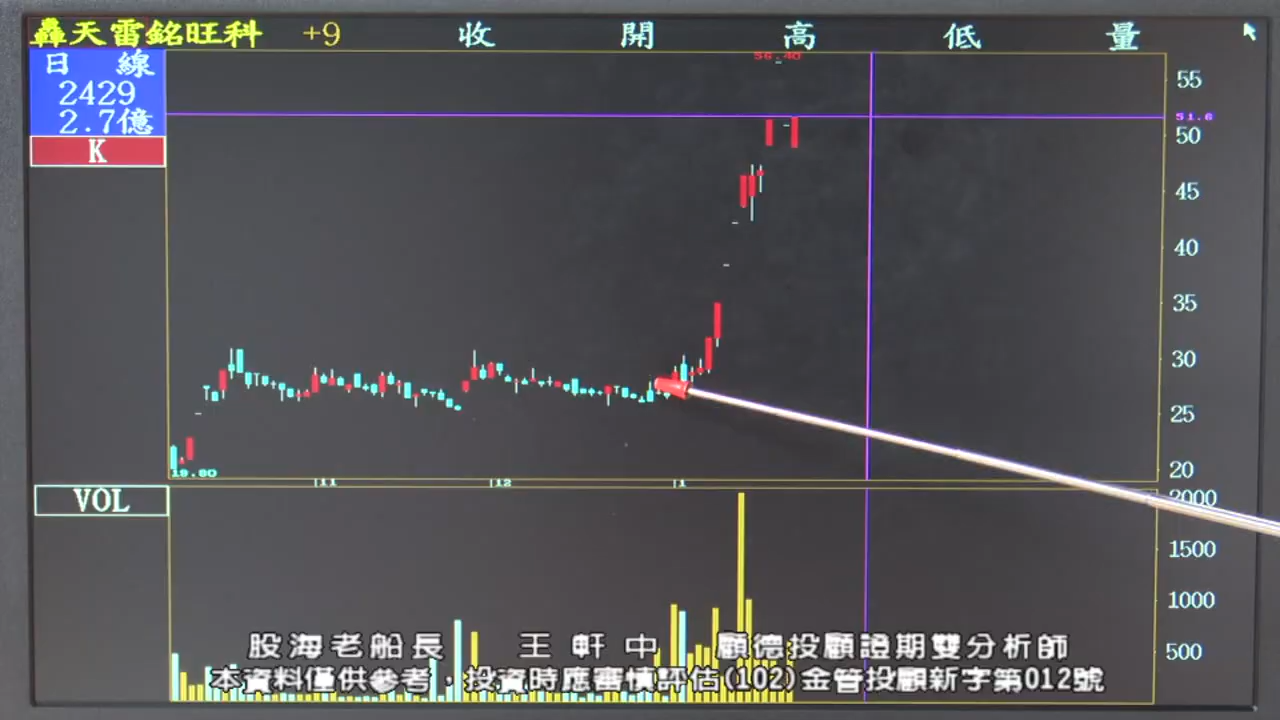 轟天雷銘旺科 +9 收 開 高 低 量
日 線
2429
2.7億
K
56.40
55
51.6
50
45
40
35
30
25
20
19.80
11 12 1
VOL
2000
1500
1000
500
股海老船長 王軒中 顧德投顧證期雙分析師
本資料僅供參考，投資時應審慎評估(102)金管投顧新字第012號